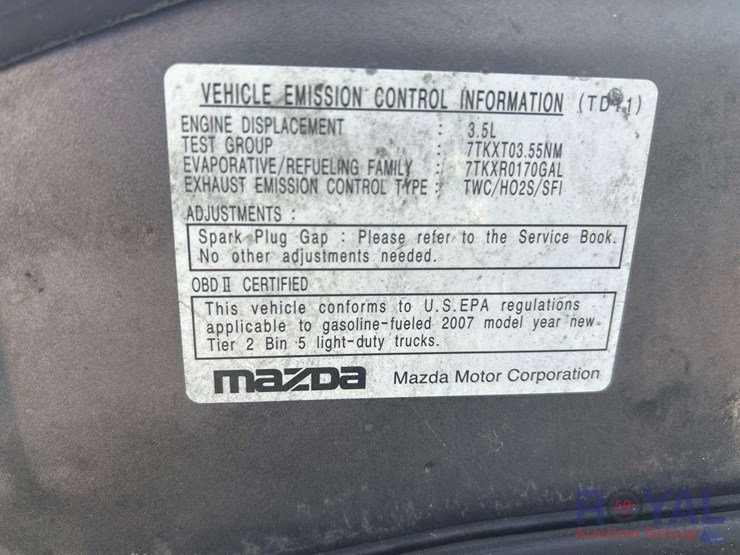 VEHICLE EMISSION CONTROL INFORMATION (TD11)
ENGINE DISPLACEMENT : 3.5L
TEST GROUP : 7TKXT03.55NM
EVAPORATIVE/REFUELING FAMILY : 7TKXR0170GAL
EXHAUST EMISSION CONTROL TYPE : TWC/HO2S/SFI
ADJUSTMENTS :
Spark Plug Gap : Please refer to the Service Book.
No other adjustments needed.
OBD II CERTIFIED
This vehicle conforms to U.S.EPA regulations
applicable to gasoline-fueled 2007 model year new
Tier 2 Bin 5 light-duty trucks.
mazda Mazda Motor Corporation
ROYAL